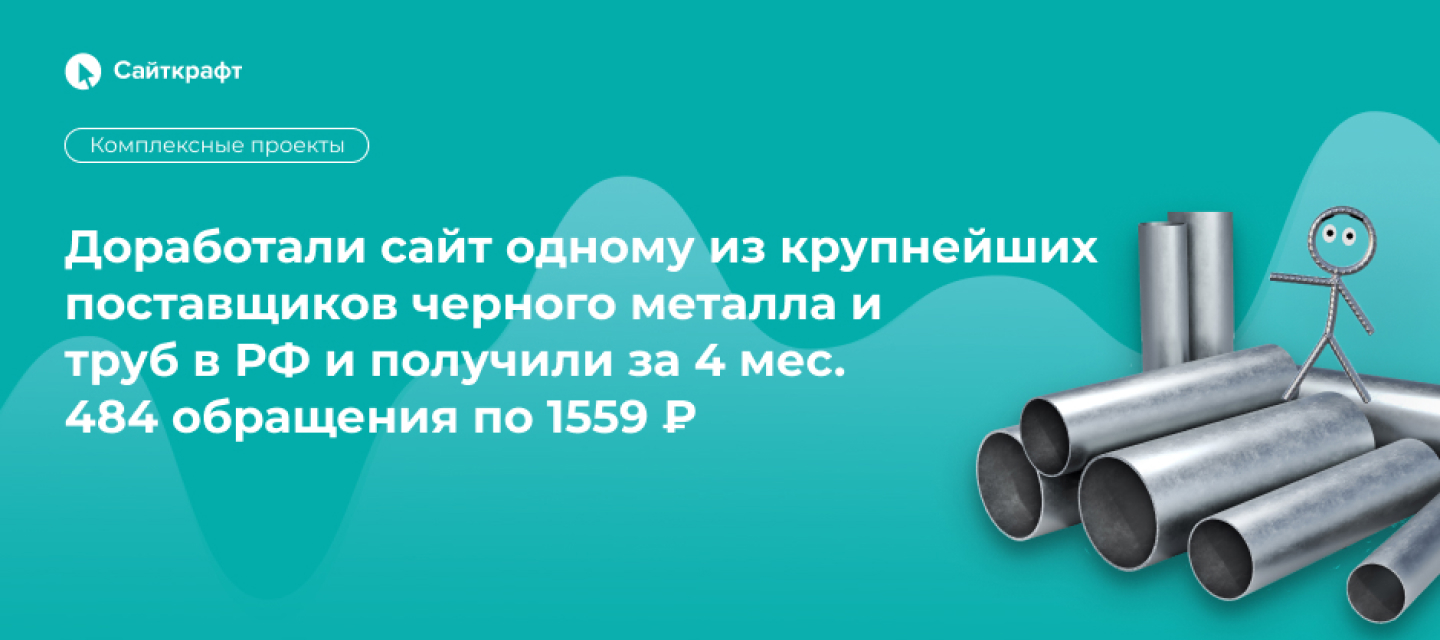 Сайткрафт
Комплексные проекты
Доработали сайт одному из крупнейших
поставщиков черного металла и
труб в РФ и получили за 4 мес.
484 обращения по 1559 ₽